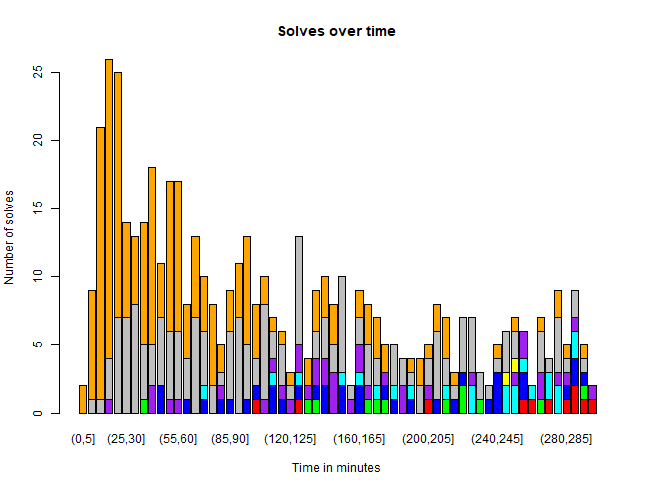 Solves over time
Number of solves
25
20
15
10
5
0
(0,5] (25,30] (55,60] (85,90] (120,125] (160,165] (200,205] (240,245] (280,285]
Time in minutes